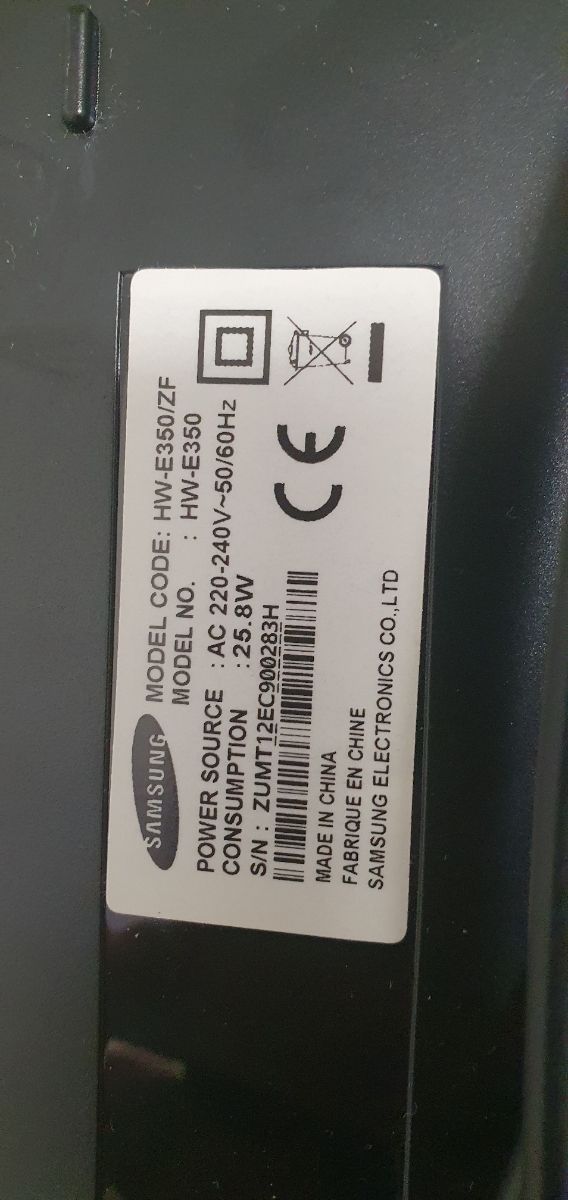 SAMSUNG
MODEL CODE: HW-E350/ZF
MODEL NO. : HW-E350
POWER SOURCE : AC 220-240V~50/60Hz
CONSUMPTION : 25.8W
S/N : ZUMT12EC900283H
MADE IN CHINA
FABRIQUE EN CHINE
SAMSUNG ELECTRONICS CO.,LTD
CE